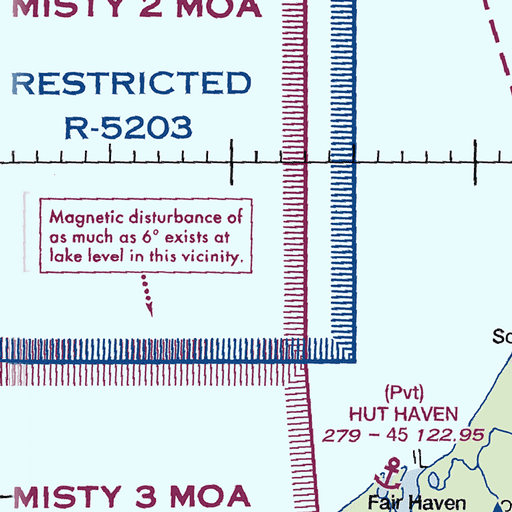 MISTY 2 MOA
RESTRICTED
R-5203
Magnetic disturbance of
as much as 6° exists at
lake level in this vicinity.
(Pvt)
HUT HAVEN
279 - 45 122.95
MISTY 3 MOA
Fair Haven